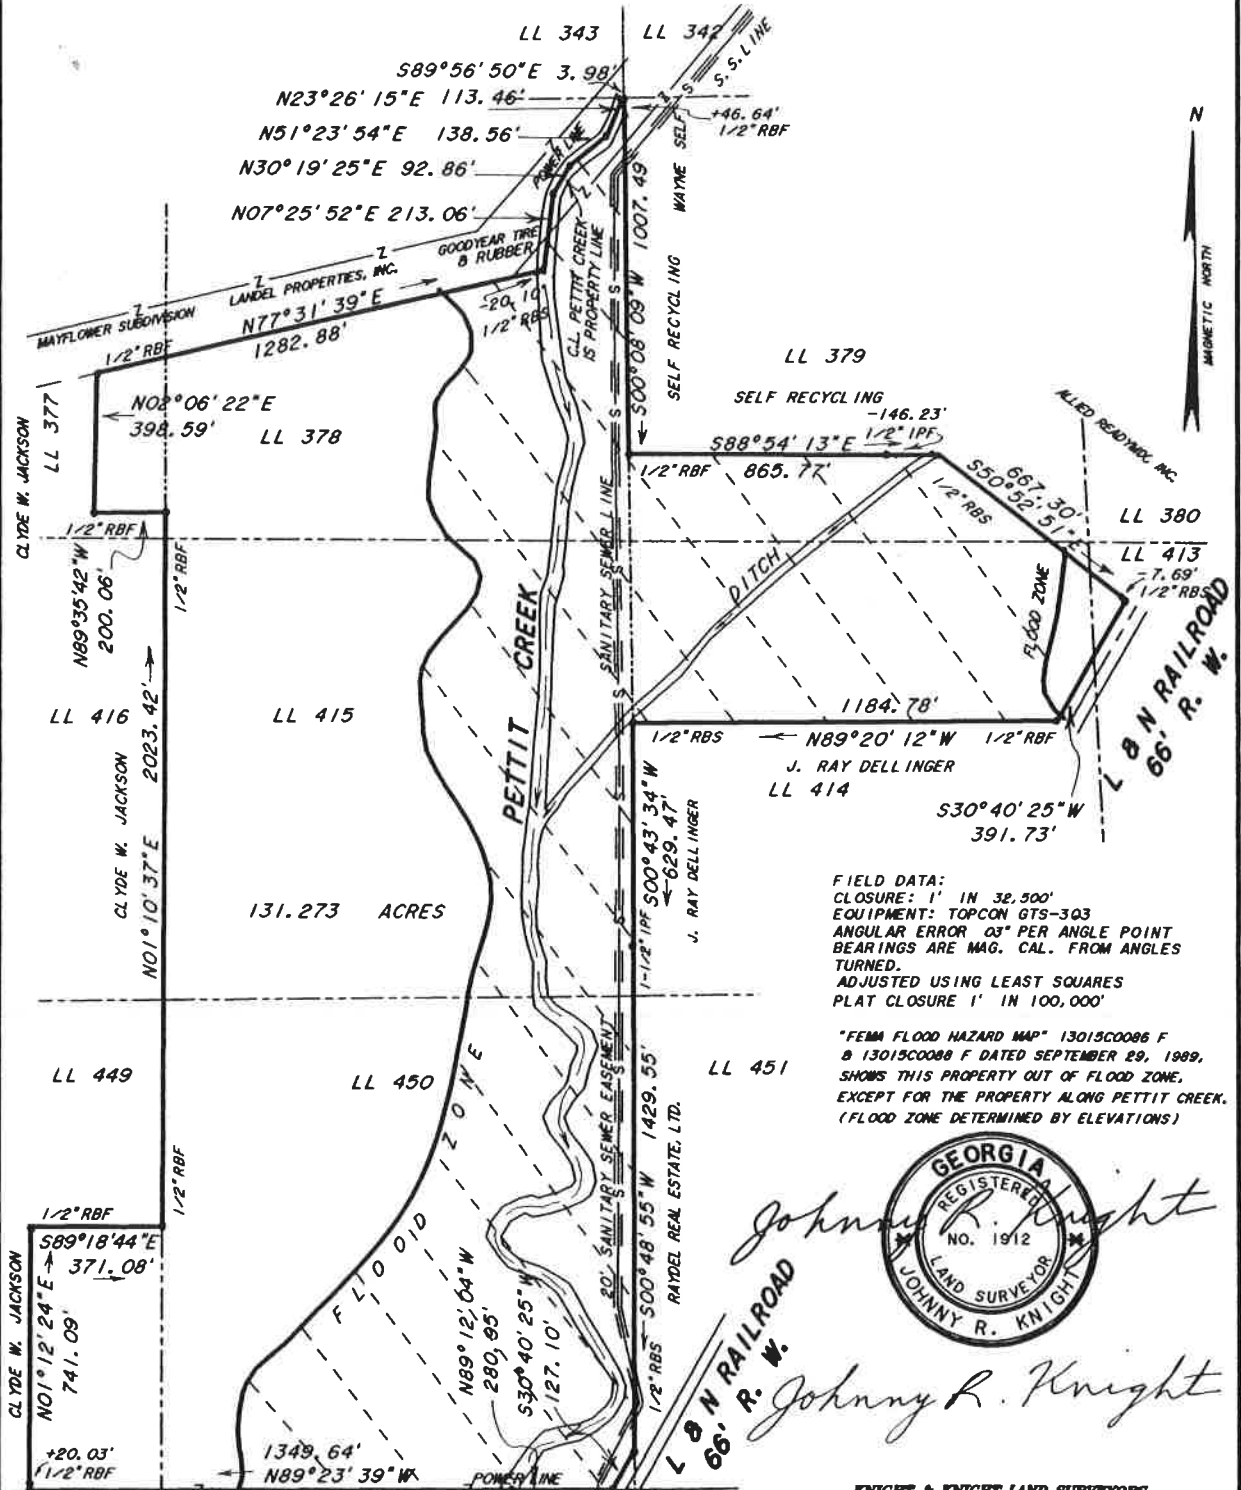 LL 343
LL 342
S.S. LINE
S89°56'50"E 3.98'
N23°26'15"E 113.46'
N51°23'54"E 138.56'
N30°19'25"E 92.86'
N07°25'52"E 213.06'
+46.64'
1/2" RBF
N
MAGNETIC NORTH
POWER LINE
WAYNE SELF
SELF RECYCLING
S00°08'09"W 1007.49
C.L. PETTIT CREEK
IS PROPERTY LINE
GOODYEAR TIRE
& RUBBER
LANDEL PROPERTIES, INC.
MAYFLOWER SUBDIVISION
N77°31'39"E
1282.88'
-20.10'
1/2" RBS
1/2" RBF
LL 377
CLYDE W. JACKSON
N02°06'22"E
398.59'
LL 378
LL 379
SELF RECYCLING
-146.23'
1/2" IPF
S88°54'13"E
865.77'
1/2" RBF
ALLIED READYMIX, INC.
667.30'
S50°52'51"E
1/2" RBS
LL 380
LL 413
-7.69'
1/2" RBS
1/2" RBF
1/2" RBF
N89°35'42"W
200.06'
SANITARY SEWER LINE
DITCH
FLOOD ZONE
L & N RAILROAD
66' R. W.
PETTIT CREEK
LL 416
LL 415
CLYDE W. JACKSON
N01°10'37"E 2023.42'
1184.78'
1/2" RBS
N89°20'12"W
1/2" RBF
J. RAY DELLINGER
LL 414
S30°40'25"W
391.73'
S00°43'34"W
629.47'
J. RAY DELLINGER
1-1/2" IPF
131.273 ACRES
FIELD DATA:
CLOSURE: 1' IN 32,500'
EQUIPMENT: TOPCON GTS-303
ANGULAR ERROR 03" PER ANGLE POINT
BEARINGS ARE MAG. CAL. FROM ANGLES
TURNED.
ADJUSTED USING LEAST SQUARES
PLAT CLOSURE 1' IN 100,000'
"FEMA FLOOD HAZARD MAP" 13015C0086 F
& 13015C0088 F DATED SEPTEMBER 29, 1989,
SHOWS THIS PROPERTY OUT OF FLOOD ZONE,
EXCEPT FOR THE PROPERTY ALONG PETTIT CREEK.
(FLOOD ZONE DETERMINED BY ELEVATIONS)
LL 449
LL 450
LL 451
FLOOD ZONE
20' SANITARY SEWER EASEMENT
S00°48'55"W 1429.55'
RAYDEL REAL ESTATE, LTD.
1/2" RBF
1/2" RBF
S89°18'44"E
371.08'
CLYDE W. JACKSON
N01°12'24"E
741.09'
+20.03'
1/2" RBF
1349.64'
N89°23'39"W
POWER LINE
N89°12'04"W
280.85'
S30°40'25"W
127.10'
1/2" RBS
L & N RAILROAD
66' R. W.
GEORGIA
REGISTERED
NO. 1912
LAND SURVEYOR
JOHNNY R. KNIGHT
Johnny R. Knight
Johnny R. Knight
KNIGHT & KNIGHT LAND SURVEYORS